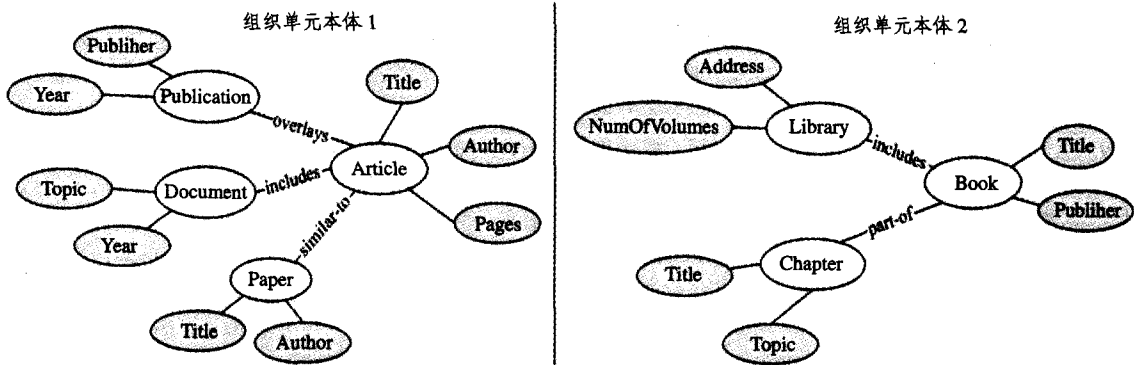 组织单元本体 1
Publiher
Year
Publication
Title
overlays
Author
Article
Topic
Document
includes
Year
Pages
similar-to
Paper
Title
Author
组织单元本体 2
Address
NumOfVolumes
Library
includes
Title
Book
Publiher
part-of
Title
Chapter
Topic